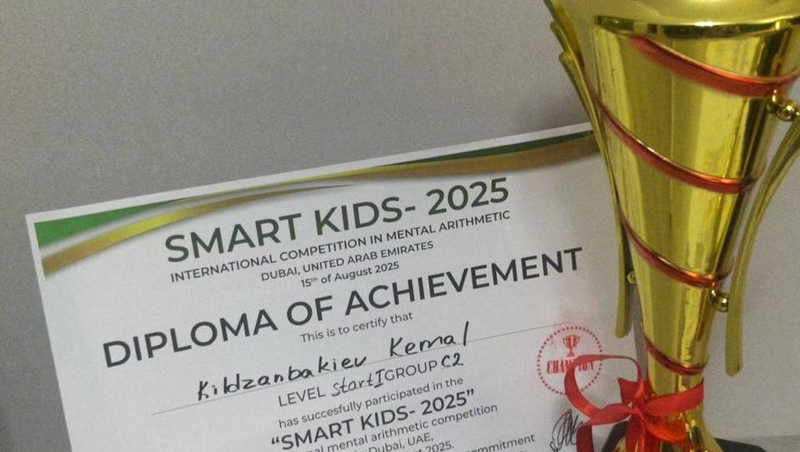 SMART KIDS- 2025
INTERNATIONAL COMPETITION IN MENTAL ARITHMETIC
DUBAI, UNITED ARAB EMIRATES
15th of August 2025
DIPLOMA OF ACHIEVEMENT
This is to certify that
Kildzanbakiev Kemal
LEVEL startI GROUP C2
has succesfully participated in the
CHAMPION
“SMART KIDS- 2025”
mental arithmetic competition
Dubai, UAE,
2025.
commitment